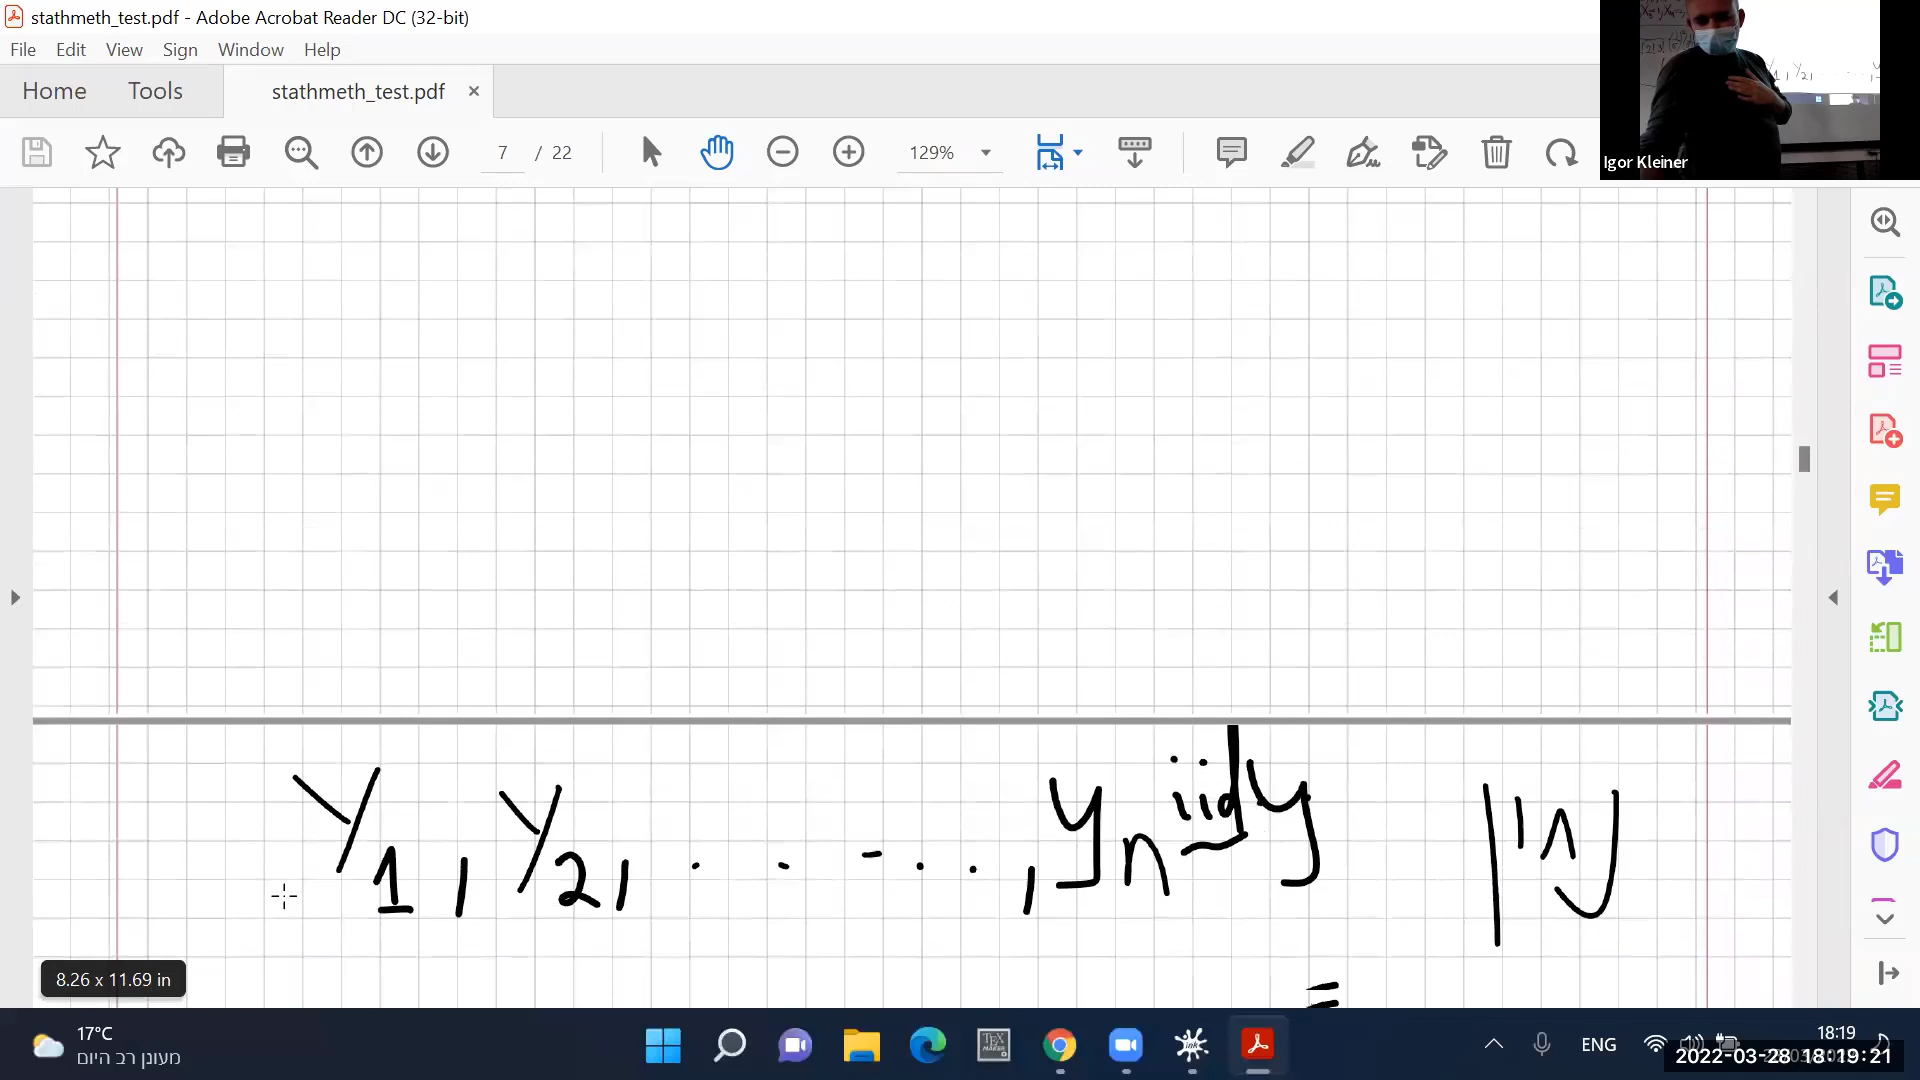 stathmeth_test.pdf - Adobe Acrobat Reader DC (32-bit)
File Edit View Sign Window Help
Home Tools stathmeth_test.pdf ×
7 / 22 129%
Igor Kleiner
Y1, Y2, . . - . . , yn iid y נתון
8.26 x 11.69 in
17°C
מעונן רב היום
ENG
18:19
2022-03-28 18:19:21